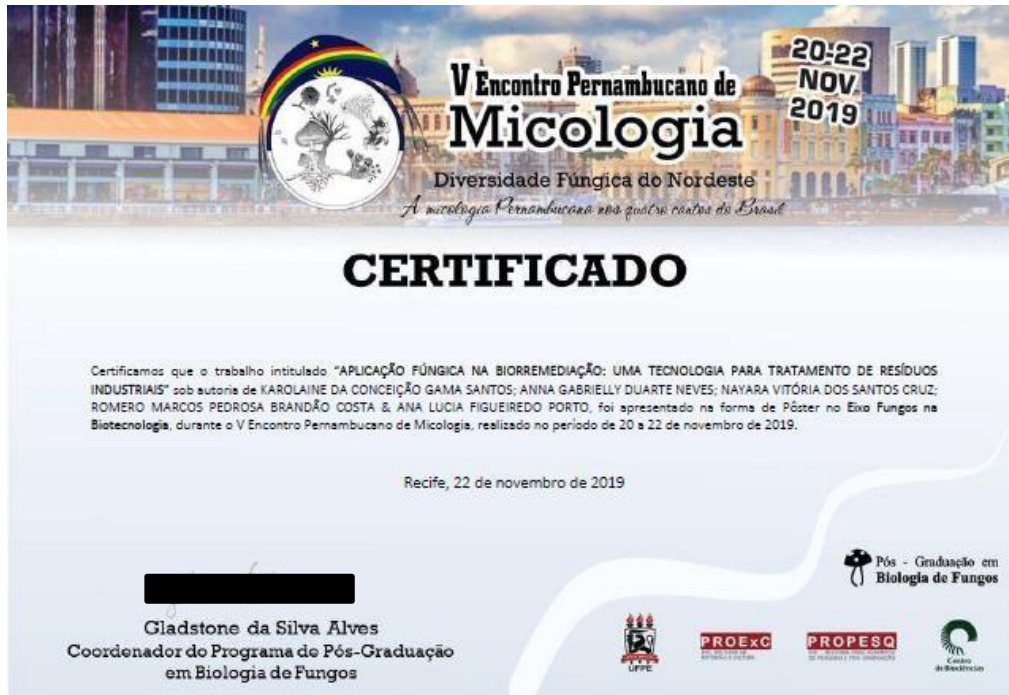 V Encontro Pernambucano de
Micologia
20-22
NOV
2019
Diversidade Fúngica do Nordeste
A micologia Pernambucana nos quatro cantos do Brasil
CERTIFICADO
Certificamos que o trabalho intitulado "APLICAÇÃO FÚNGICA NA BIORREMEDIAÇÃO: UMA TECNOLOGIA PARA TRATAMENTO DE RESÍDUOS
INDUSTRIAIS" sob autoria de KAROLAINE DA CONCEIÇÃO GAMA SANTOS; ANNA GABRIELLY DUARTE NEVES; NAYARA VITÓRIA DOS SANTOS CRUZ;
ROMERO MARCOS PEDROSA BRANDÃO COSTA & ANA LUCIA FIGUEIREDO PORTO, foi apresentado na forma de Pôster no Eixo Fungos na
Biotecnologia, durante o V Encontro Pernambucano de Micologia, realizado no período de 20 a 22 de novembro de 2019.
Recife, 22 de novembro de 2019
Pós - Graduação em
Biologia de Fungos
Gladstone da Silva Alves
Coordenador do Programa de Pós-Graduação
em Biologia de Fungos
UFPE
PROExC
PROPESQ
Centro
de Biociências